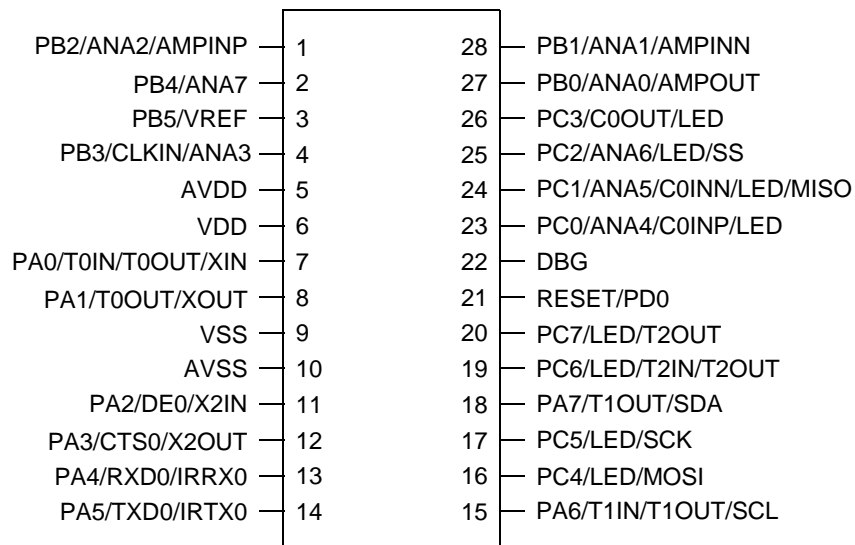 PB2/ANA2/AMPINP 1 28 PB1/ANA1/AMPINN
PB4/ANA7 2 27 PB0/ANA0/AMPOUT
PB5/VREF 3 26 PC3/C0OUT/LED
PB3/CLKIN/ANA3 4 25 PC2/ANA6/LED/SS
AVDD 5 24 PC1/ANA5/C0INN/LED/MISO
VDD 6 23 PC0/ANA4/C0INP/LED
PA0/T0IN/T0OUT/XIN 7 22 DBG
PA1/T0OUT/XOUT 8 21 RESET/PD0
VSS 9 20 PC7/LED/T2OUT
AVSS 10 19 PC6/LED/T2IN/T2OUT
PA2/DE0/X2IN 11 18 PA7/T1OUT/SDA
PA3/CTS0/X2OUT 12 17 PC5/LED/SCK
PA4/RXD0/IRRX0 13 16 PC4/LED/MOSI
PA5/TXD0/IRTX0 14 15 PA6/T1IN/T1OUT/SCL